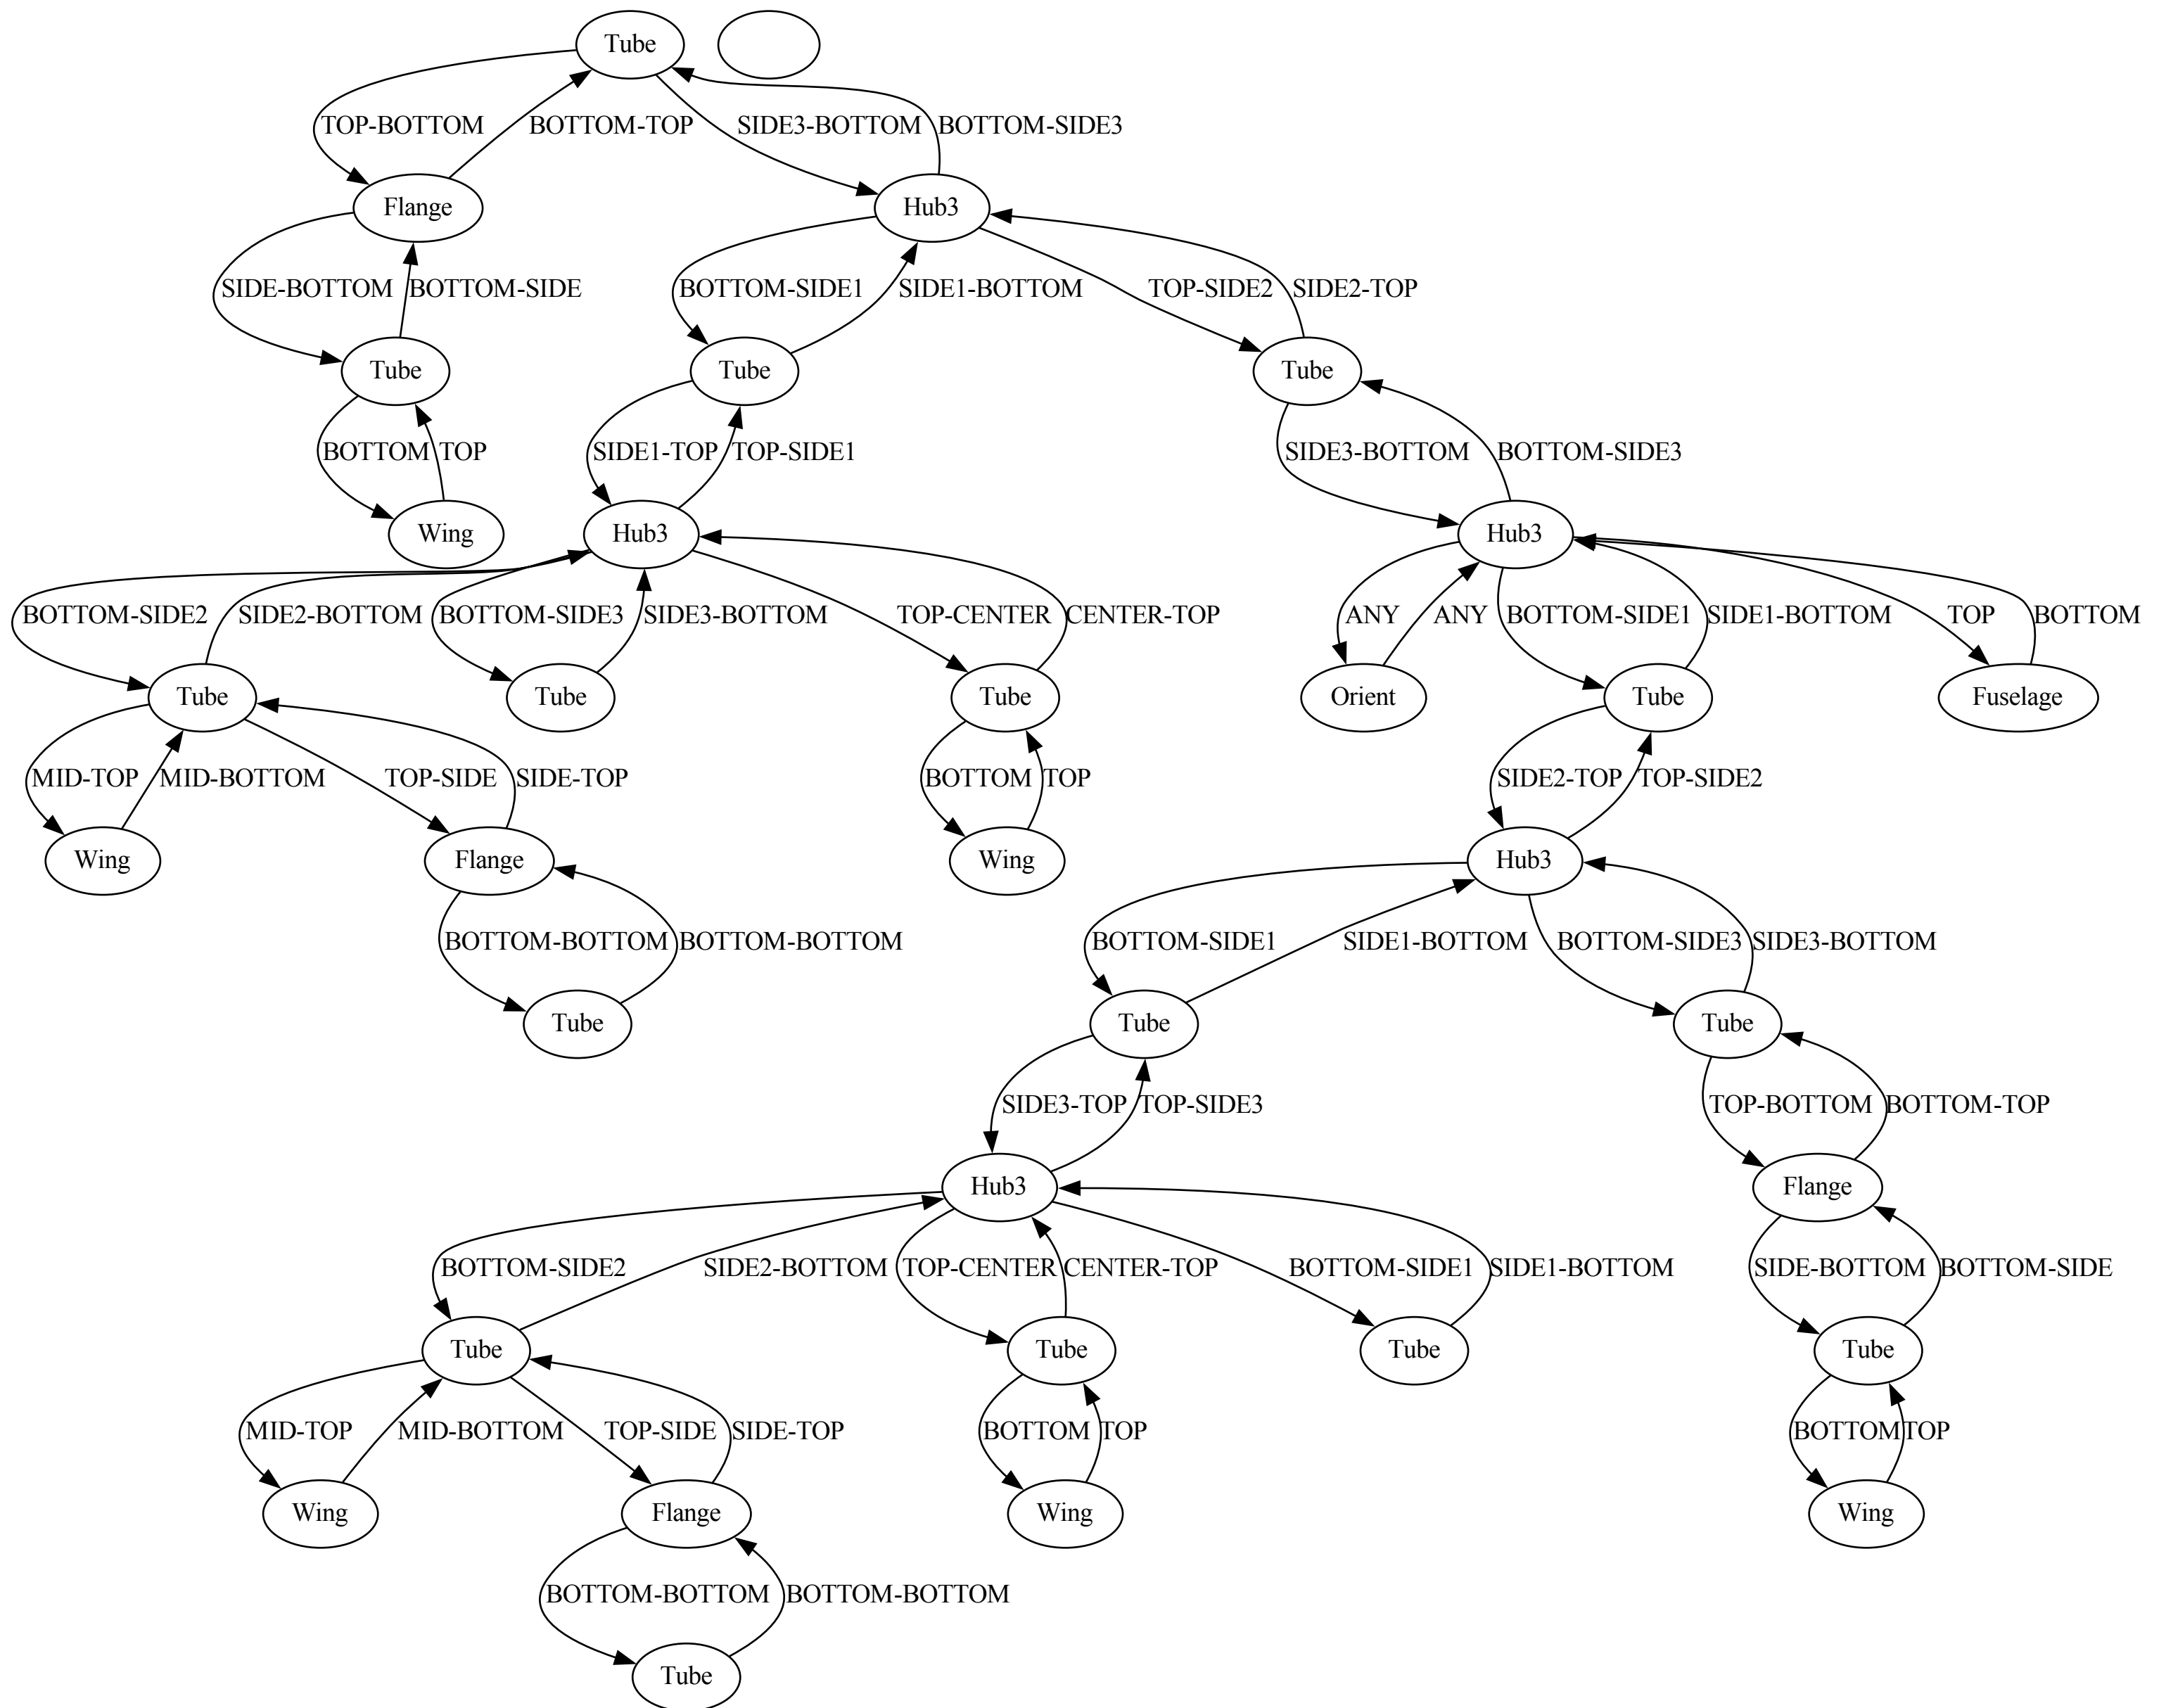 Tube
TOP-BOTTOM BOTTOM-TOP SIDE3-BOTTOM BOTTOM-SIDE3
Flange Hub3
SIDE-BOTTOM BOTTOM-SIDE BOTTOM-SIDE1 SIDE1-BOTTOM TOP-SIDE2 SIDE2-TOP
Tube Tube Tube
BOTTOM TOP SIDE1-TOP TOP-SIDE1 SIDE3-BOTTOM BOTTOM-SIDE3
Wing Hub3 Hub3
BOTTOM-SIDE2 SIDE2-BOTTOM BOTTOM-SIDE3 SIDE3-BOTTOM TOP-CENTER CENTER-TOP ANY ANY BOTTOM-SIDE1 SIDE1-BOTTOM TOP BOTTOM
Tube Tube Tube Orient Tube Fuselage
MID-TOP MID-BOTTOM TOP-SIDE SIDE-TOP BOTTOM TOP SIDE2-TOP TOP-SIDE2
Wing Flange Wing Hub3
BOTTOM-BOTTOM BOTTOM-BOTTOM BOTTOM-SIDE1 SIDE1-BOTTOM BOTTOM-SIDE3 SIDE3-BOTTOM
Tube Tube Tube
SIDE3-TOP TOP-SIDE3 TOP-BOTTOM BOTTOM-TOP
Hub3 Flange
BOTTOM-SIDE2 SIDE2-BOTTOM TOP-CENTER CENTER-TOP BOTTOM-SIDE1 SIDE1-BOTTOM SIDE-BOTTOM BOTTOM-SIDE
Tube Tube Tube Tube
MID-TOP MID-BOTTOM TOP-SIDE SIDE-TOP BOTTOM TOP BOTTOM TOP
Wing Flange Wing Wing
BOTTOM-BOTTOM BOTTOM-BOTTOM
Tube